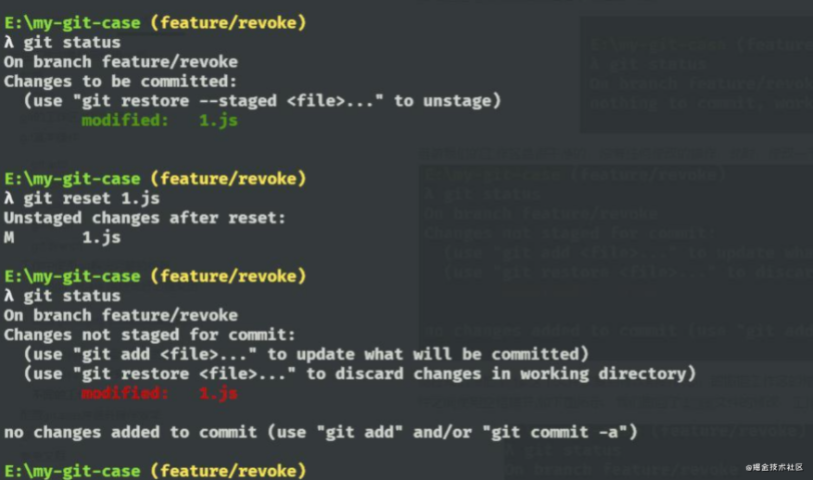 E:\my-git-case (feature/revoke)
λ git status
On branch feature/revoke
Changes to be committed:
  (use "git restore --staged <file>..." to unstage)
        modified:   1.js

E:\my-git-case (feature/revoke)
λ git reset 1.js
Unstaged changes after reset:
M       1.js

E:\my-git-case (feature/revoke)
λ git status
On branch feature/revoke
Changes not staged for commit:
  (use "git add <file>..." to update what will be committed)
  (use "git restore <file>..." to discard changes in working directory)
        modified:   1.js

no changes added to commit (use "git add" and/or "git commit -a")

E:\my-git-case (feature/revoke)
@掘金技术社区